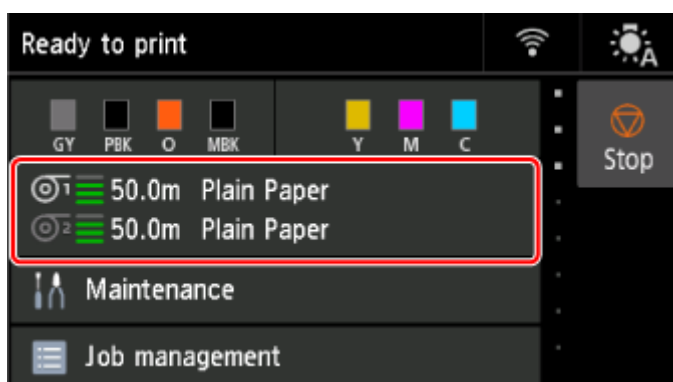 Ready to print
A
GY PBK O MBK Y M C
Stop
1 50.0m Plain Paper
2 50.0m Plain Paper
Maintenance
Job management